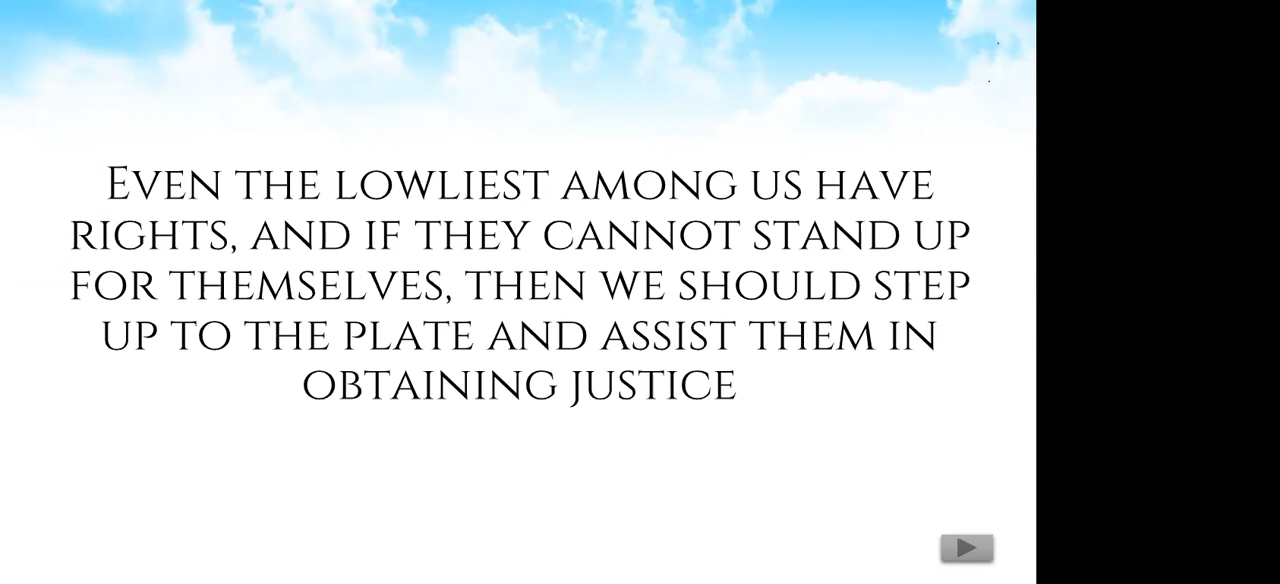 Even the lowliest among us have
rights, and if they cannot stand up
for themselves, then we should step
up to the plate and assist them in
obtaining justice